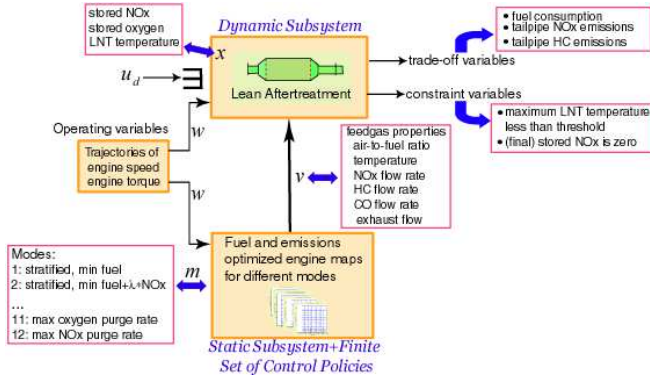 stored NOx
stored oxygen
LNT temperature
Dynamic Subsystem
x
u_d
Lean Aftertreatment
trade-off variables
constraint variables
• fuel consumption
• tailpipe NOx emissions
• tailpipe HC emissions
• maximum LNT temperature
less than threshold
• (final) stored NOx is zero
Operating variables
w
Trajectories of
engine speed
engine torque
w
v
feedgas properties
air-to-fuel ratio
temperature
NOx flow rate
HC flow rate
CO flow rate
exhaust flow
Modes:
1: stratified, min fuel
2: stratified, min fuel+λ*NOx
...
11: max oxygen purge rate
12: max NOx purge rate
m
Fuel and emissions
optimized engine maps
for different modes
Static Subsystem+Finite
Set of Control Policies